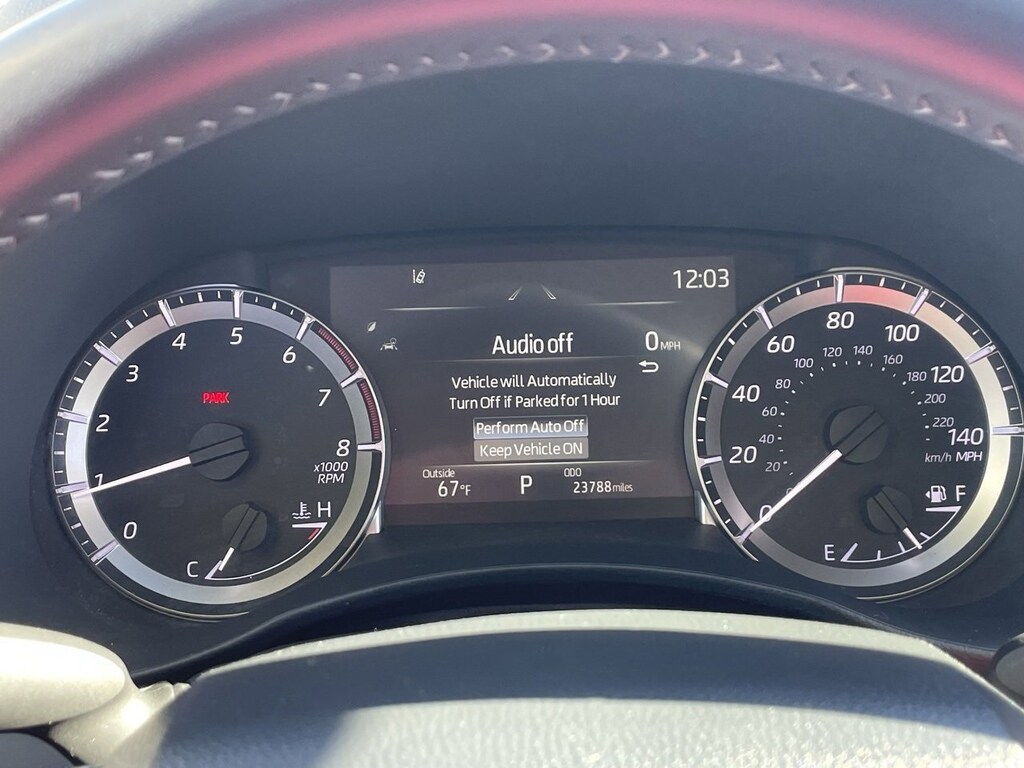 12:03
Audio off
0 MPH
Vehicle will Automatically
Turn Off if Parked for 1 Hour
Perform Auto Off
Keep Vehicle ON
Outside
67°F
P
ODO
23788 miles
0
1
2
3
4
5
6
7
8
x1000
RPM
PARK
H
C
0
20
40
60
80
100
120
140
MPH
km/h
20
40
60
80
100
120
140
160
180
200
220
F
E